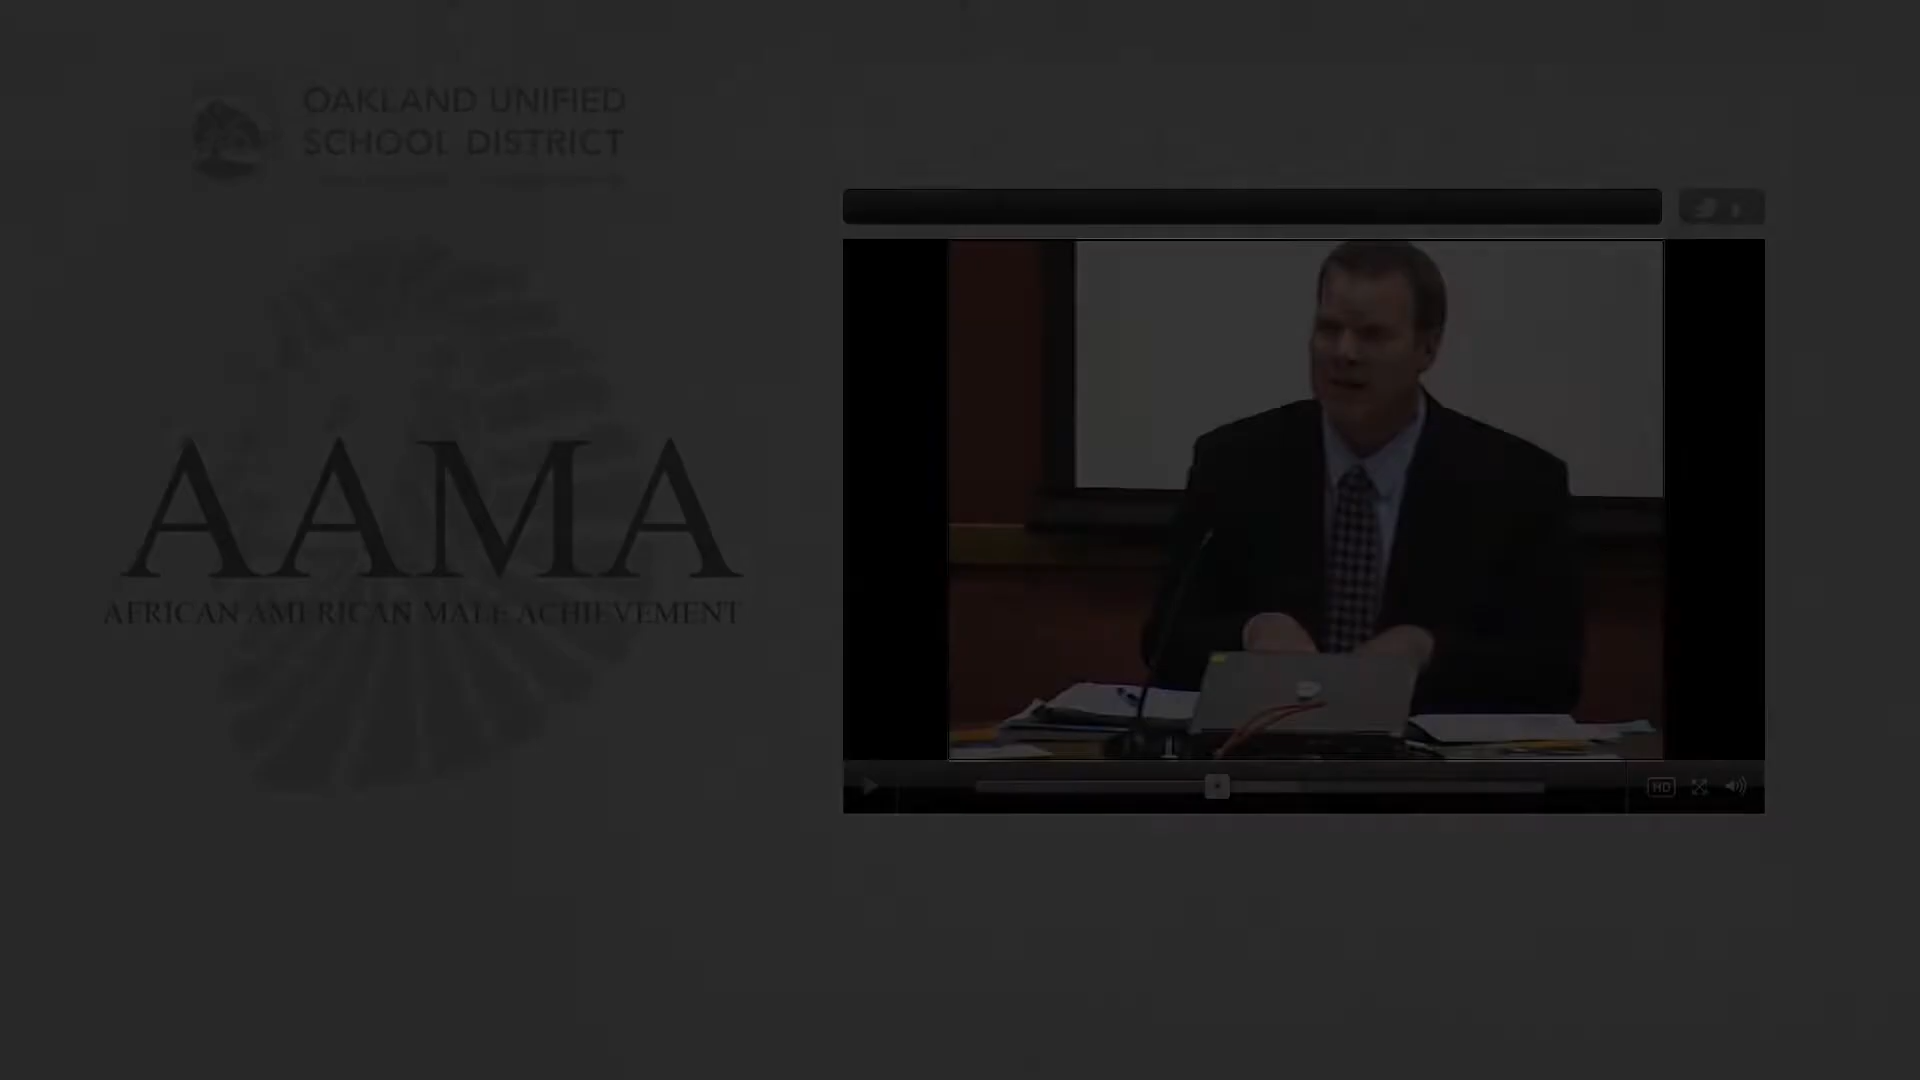 OAKLAND UNIFIED
SCHOOL DISTRICT
AAMA
AFRICAN AMERICAN MALE ACHIEVEMENT
HD